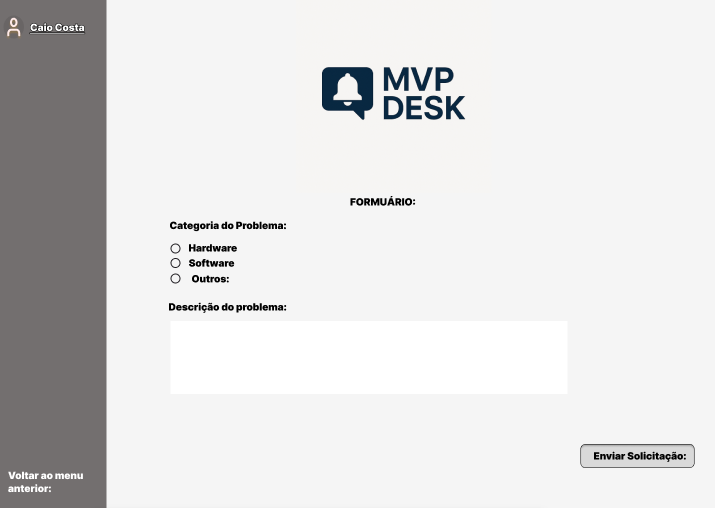 Caio Costa
MVP
DESK
FORMUÁRIO:
Categoria do Problema:
Hardware
Software
Outros:
Descrição do problema:
Enviar Solicitação:
Voltar ao menu
anterior: